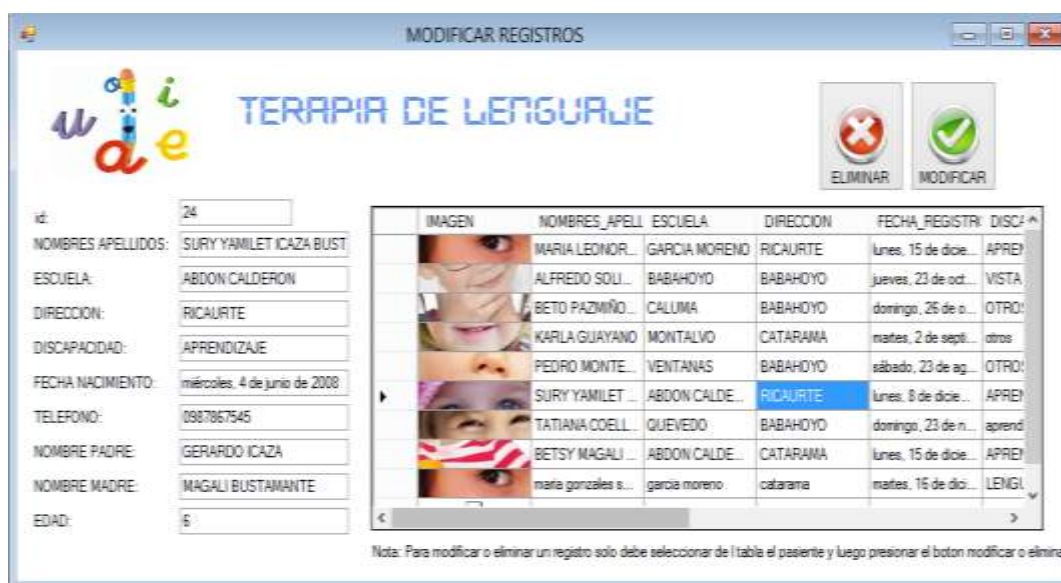 MODIFICAR REGISTROS
u a i e o
TERAPIA DE LENGUAJE
ELIMINAR
MODIFICAR
id: 24
NOMBRES APELLIDOS: SURY YAMILET ICAZA BUST
ESCUELA: ABDON CALDERON
DIRECCION: RICAURTE
DISCAPACIDAD: APRENDIZAJE
FECHA NACIMIENTO: miércoles, 4 de junio de 2008
TELEFONO: 0987867545
NOMBRE PADRE: GERARDO ICAZA
NOMBRE MADRE: MAGALI BUSTAMANTE
EDAD: 6
IMAGEN NOMBRES_APELL ESCUELA DIRECCION FECHA_REGISTR DISCA
MARIA LEONOR... GARCIA MORENO RICAURTE lunes, 15 de dicie... APREN
ALFREDO SOLI... BABAHOYO BABAHOYO jueves, 23 de oct... VISTA
BETO PAZMIÑO... CALUMA BABAHOYO domingo, 26 de o... OTROS
KARLA GUAYANO MONTALVO CATARAMA martes, 2 de septi... otros
PEDRO MONTE... VENTANAS BABAHOYO sábado, 23 de ag... OTROS
SURY YAMILET ... ABDON CALDE... RICAURTE lunes, 8 de dicie... APREN
TATIANA COELL... QUEVEDO BABAHOYO domingo, 23 de n... aprend
BETSY MAGALI ... ABDON CALDE... CATARAMA lunes, 15 de dicie... APREN
maria gonzales s... garcia moreno catarama martes, 16 de dici... LENGU
Nota: Para modificar o eliminar un registro solo debe seleccionar de l tabla el pasiente y luego presionar el boton modificar o elimina